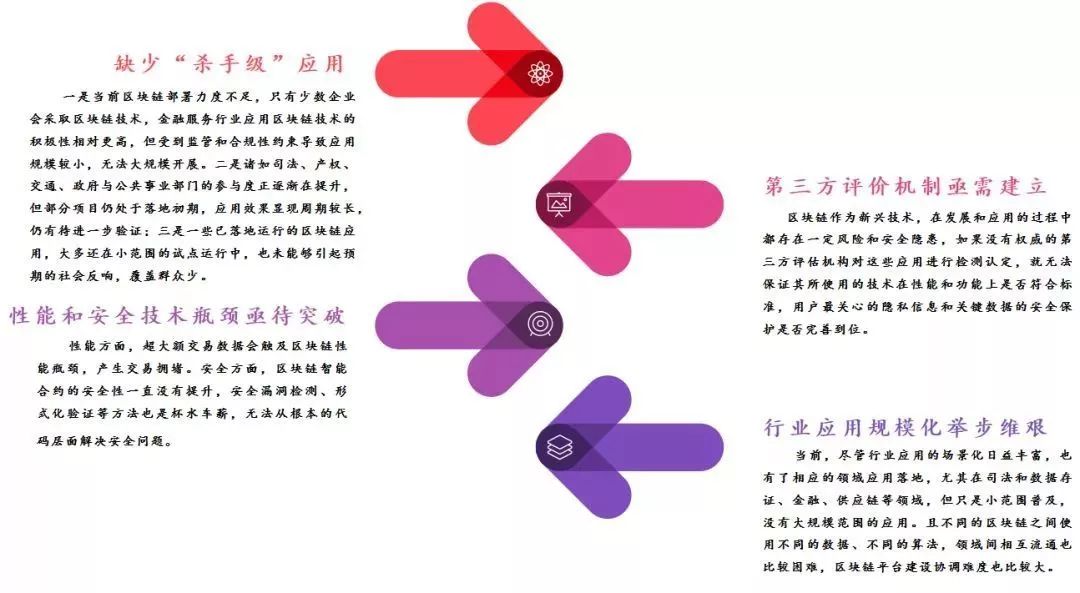 缺少“杀手级”应用
一是当前区块链部署力度不足，只有少数企业
会采取区块链技术，金融服务行业应用区块链技术的
积极性相对更高，但受到监管和合规性约束导致应用
规模较小，无法大规模开展。二是诸如司法、产权、
交通、政府与公共事业部门的参与度正逐渐在提升，
但部分项目仍处于落地初期，应用效果显现周期较长，
仍有待进一步验证；三是一些已落地运行的区块链应
用，大多还在小范围的试点运行中，也未能够引起预
期的社会反响，覆盖群众少。
第三方评价机制亟需建立
区块链作为新兴技术，在发展和应用的过程中
都存在一定风险和安全隐患，如果没有权威的第
三方评估机构对这些应用进行检测认定，就无法
保证其所使用的技术在性能和功能上是否符合标
准，用户最关心的隐私信息和关键数据的安全保
护是否完善到位。
性能和安全技术瓶颈亟待突破
性能方面，超大额交易数据会触及区块链性
能瓶颈，产生交易拥堵。安全方面，区块链智能
合约的安全性一直没有提升，安全漏洞检测、形
式化验证等方法也是杯水车薪，无法从根本的代
码层面解决安全问题。
行业应用规模化举步维艰
当前，尽管行业应用的场景化日益丰富，也
有了相应的领域应用落地，尤其在司法和数据存
证、金融、供应链等领域，但只是小范围普及，
没有大规模范围的应用。且不同的区块链之间使
用不同的数据、不同的算法，领域间相互流通也
比较困难，区块链平台建设协调难度也比较大。